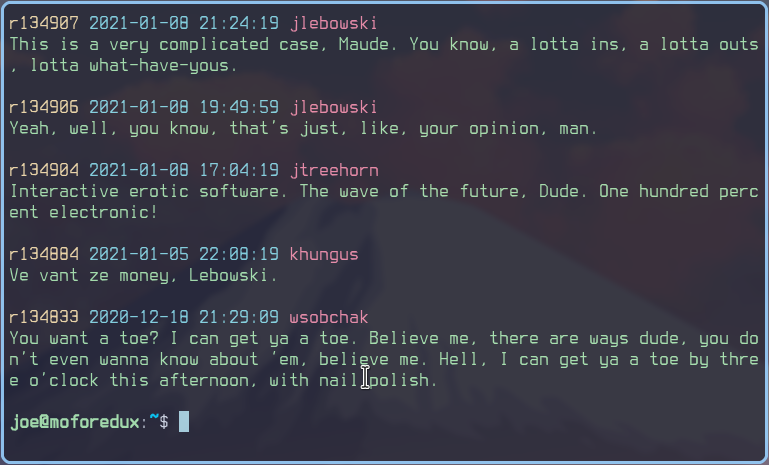 r134907 2021-01-08 21:24:19 jlebowski
This is a very complicated case, Maude. You know, a lotta ins, a lotta outs
, lotta what-have-yous.
r134906 2021-01-08 19:49:59 jlebowski
Yeah, well, you know, that's just, like, your opinion, man.
r134904 2021-01-08 17:04:19 jtreehorn
Interactive erotic software. The wave of the future, Dude. One hundred perc
ent electronic!
r134884 2021-01-05 22:08:19 khungus
Ve vant ze money, Lebowski.
r134833 2020-12-18 21:29:09 wsobchak
You want a toe? I can get ya a toe. Believe me, there are ways dude, you do
n't even wanna know about 'em, believe me. Hell, I can get ya a toe by thre
e o'clock this afternoon, with nail polish.
joe@moforedux:~$